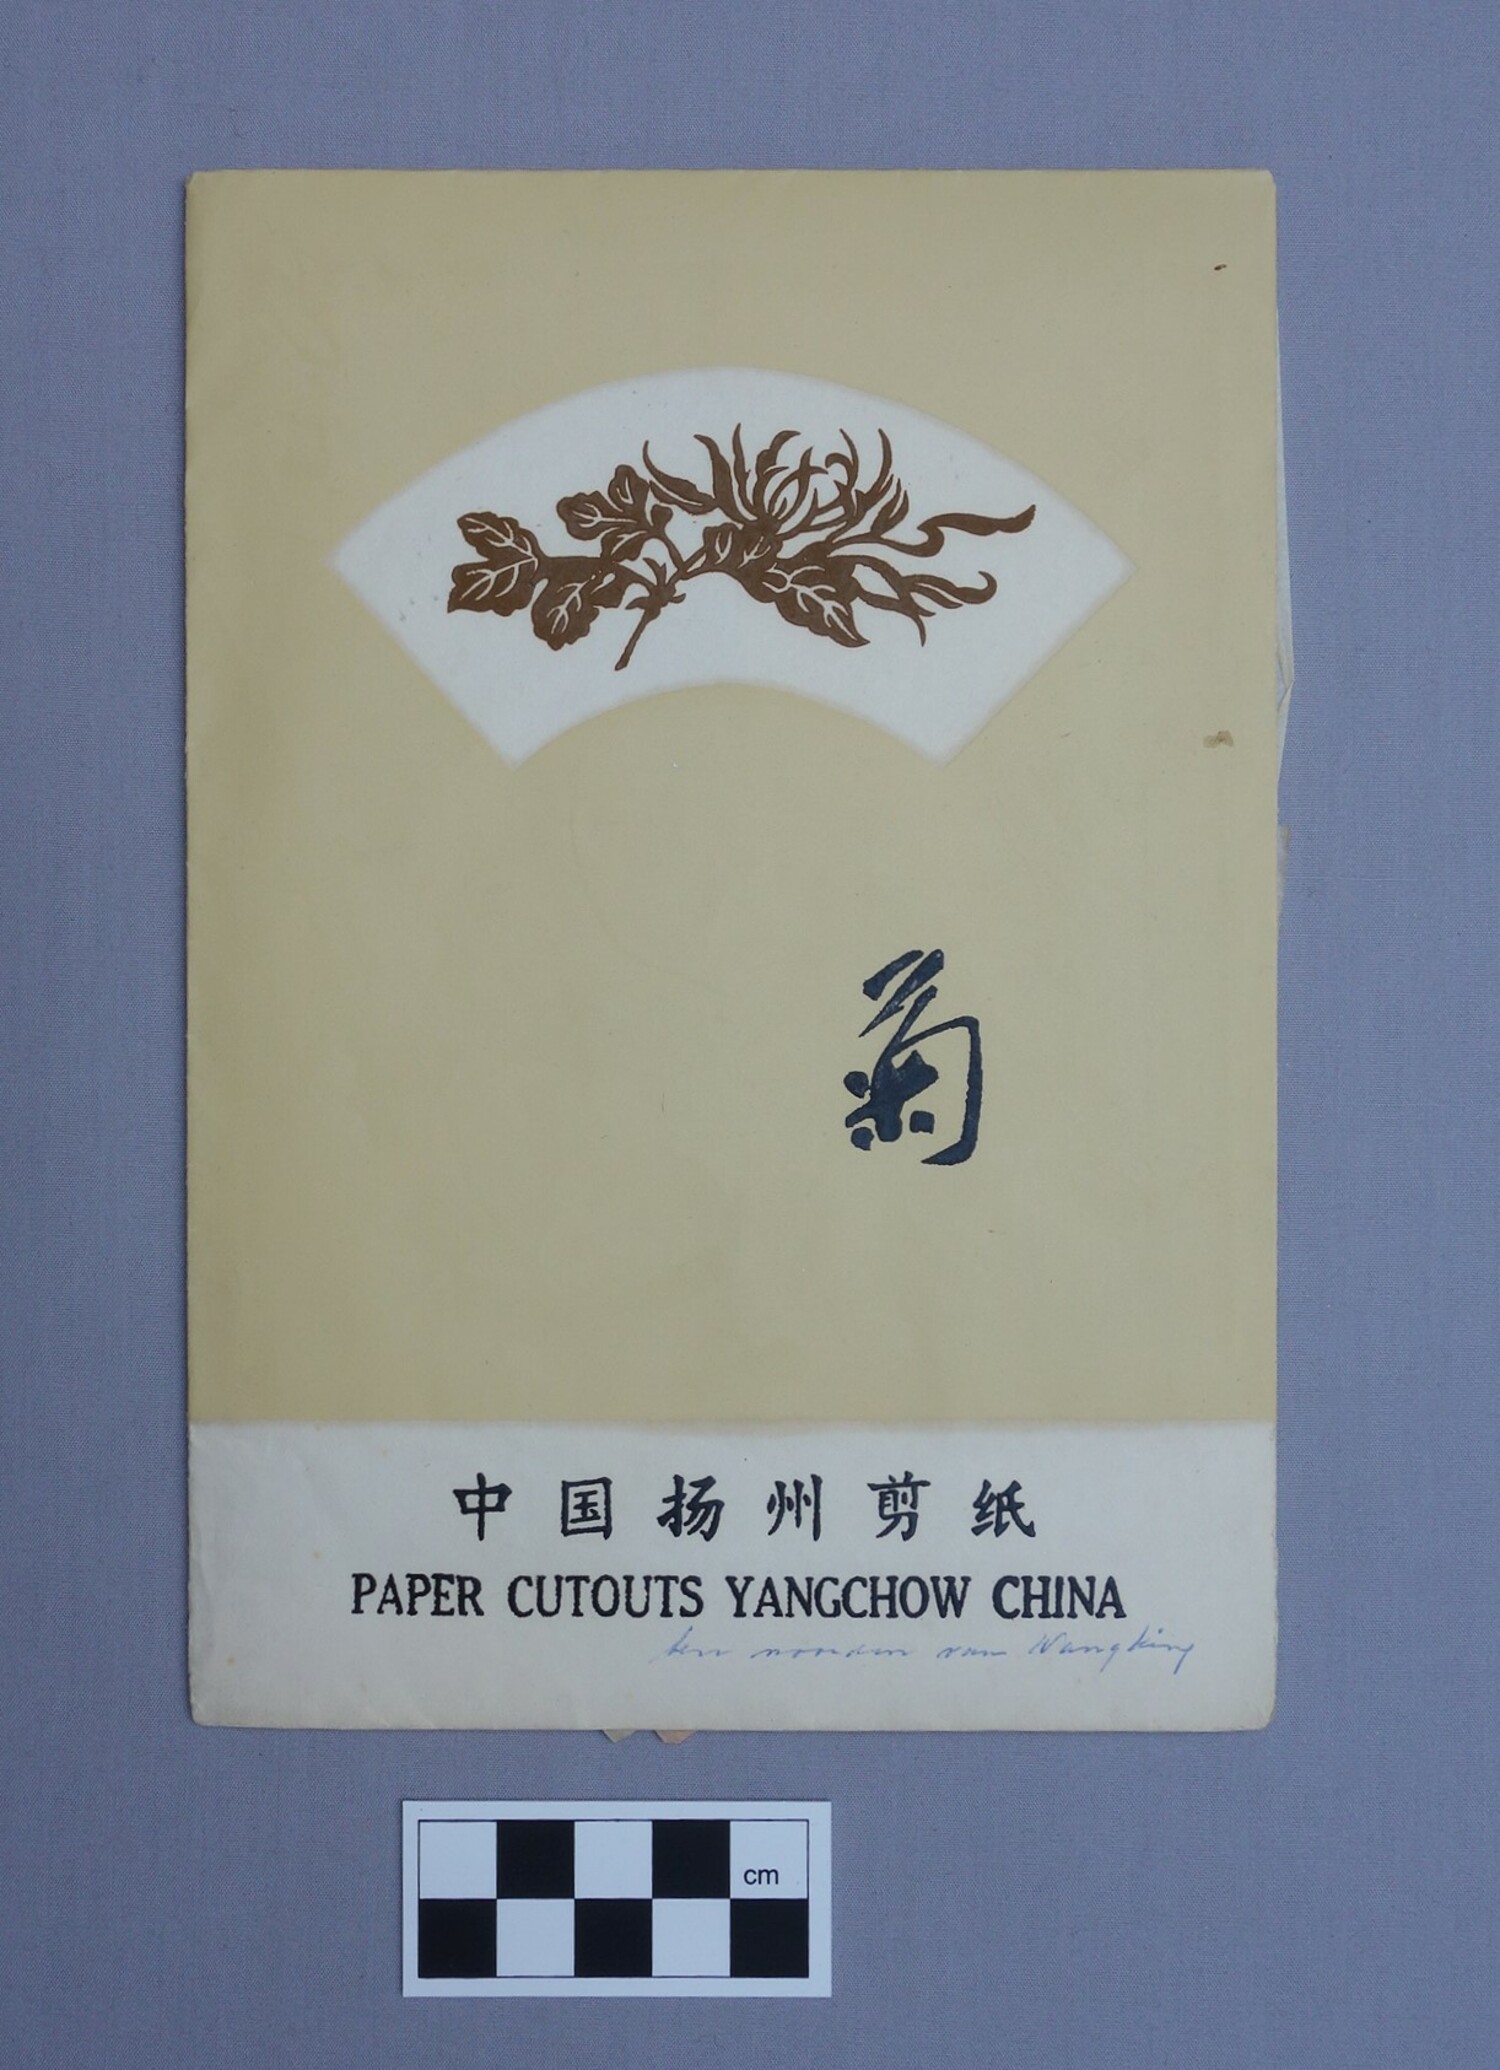 菊
中国扬州剪纸
PAPER CUTOUTS YANGCHOW CHINA
ten noorden van Nangking
cm